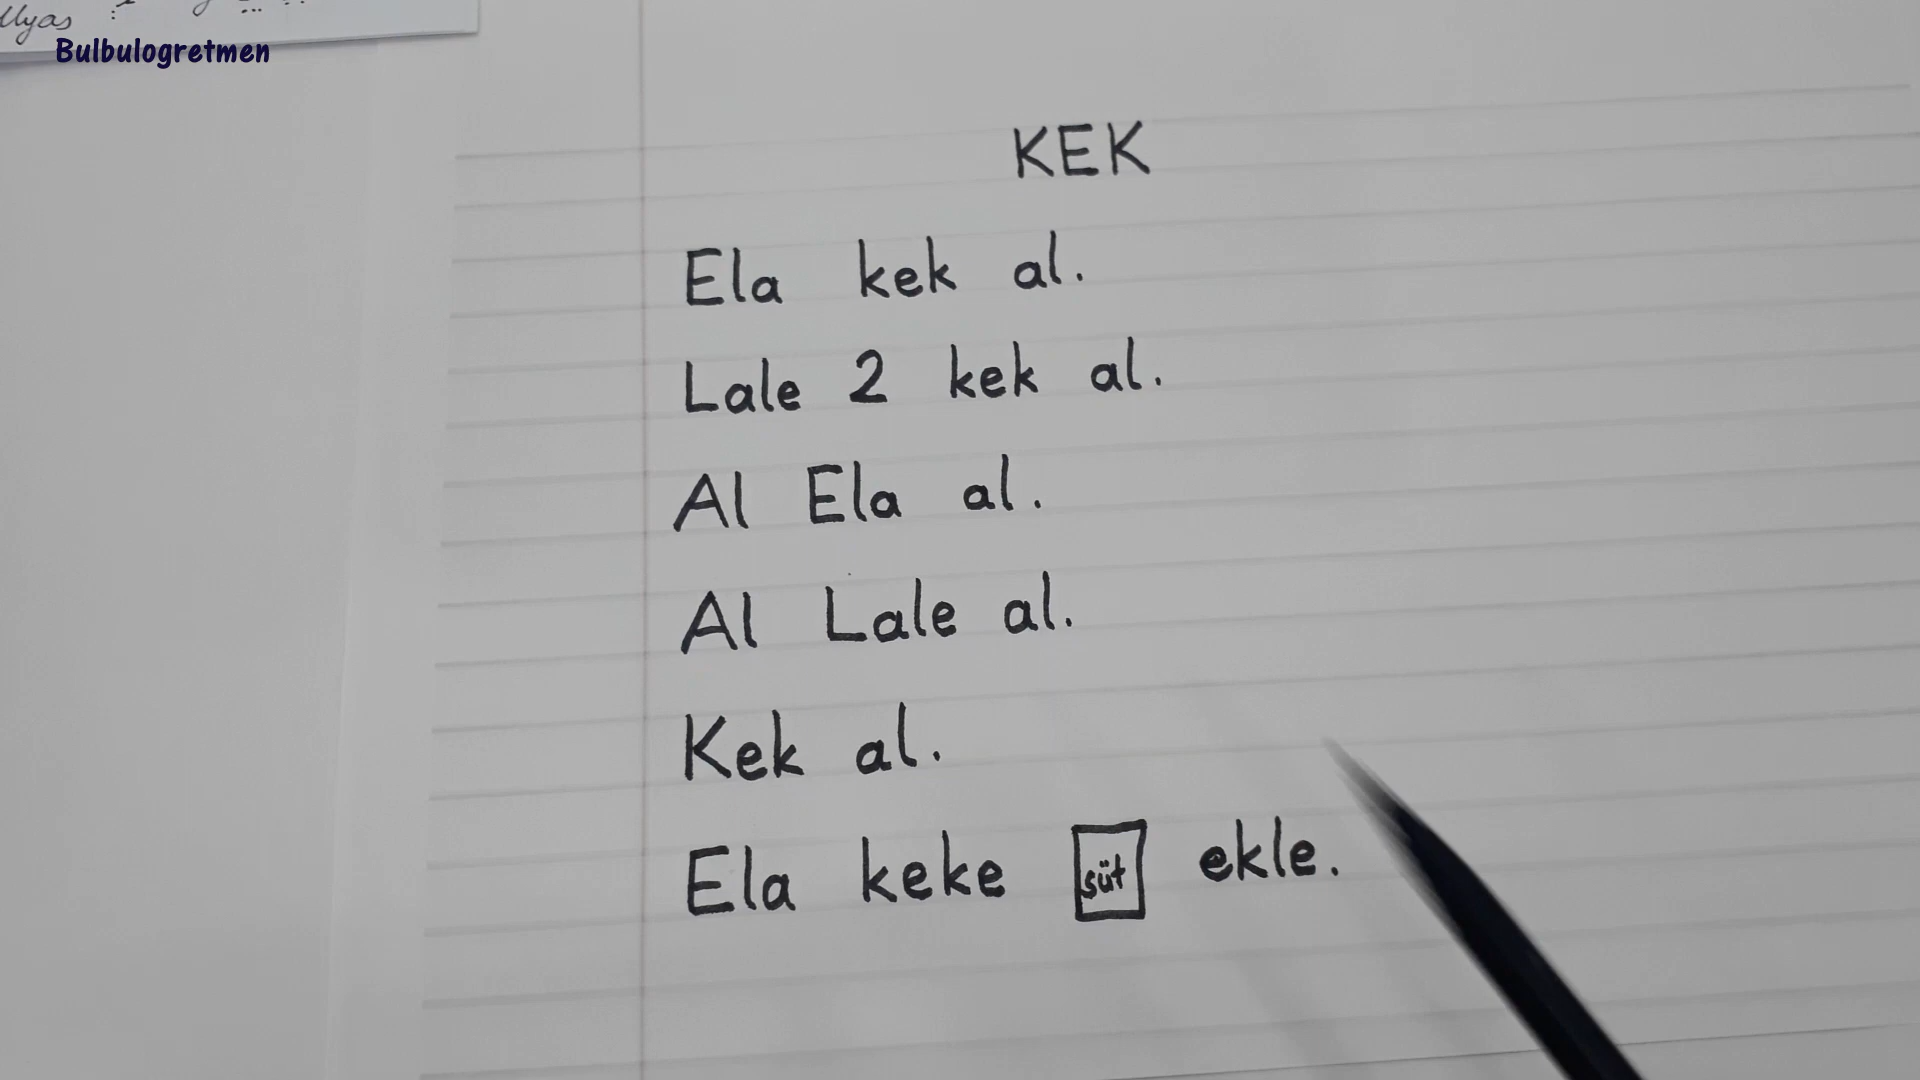 Ilyas
Bulbulogretmen
KEK
Ela kek al.
Lale 2 kek al.
Al Ela al.
Al Lale al.
Kek al.
Ela keke süt ekle.